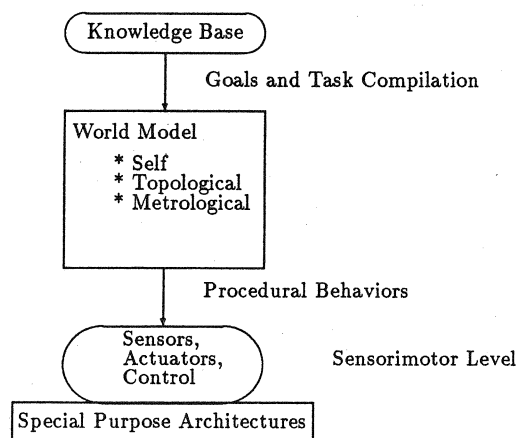 Knowledge Base
Goals and Task Compilation
World Model
* Self
* Topological
* Metrological
Procedural Behaviors
Sensors,
Actuators,
Control
Sensorimotor Level
Special Purpose Architectures